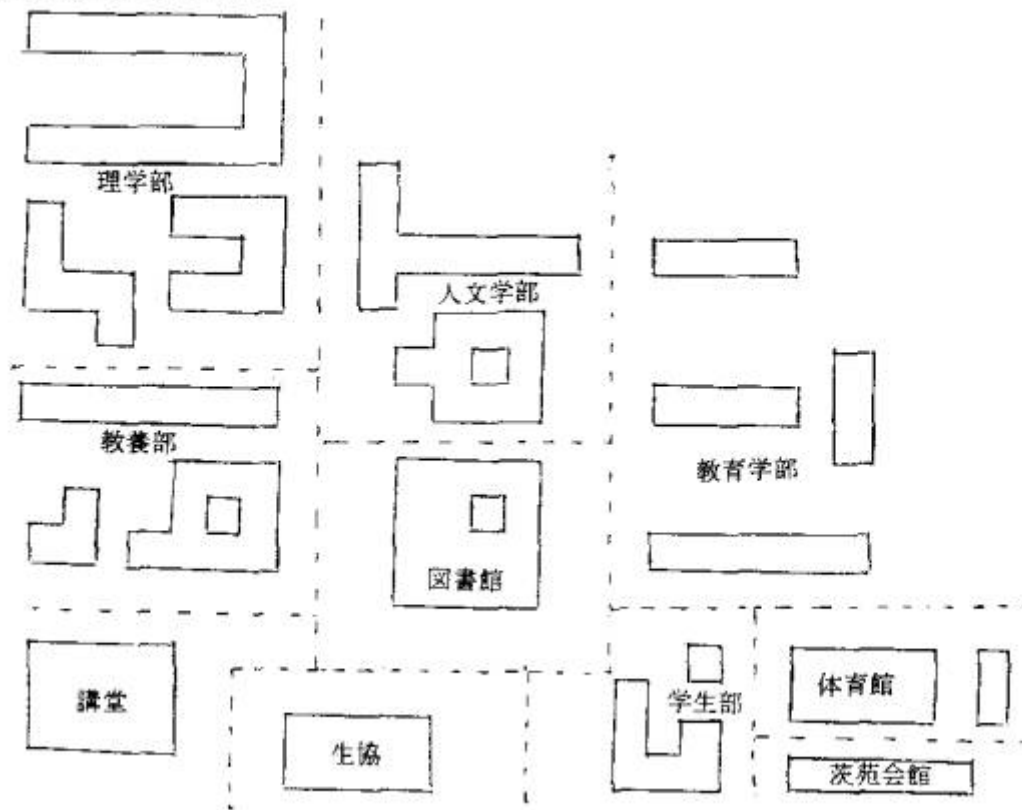 理学部
人文学部
教養部
教育学部
図書館
講堂
学生部
体育館
生協
茨苑会館